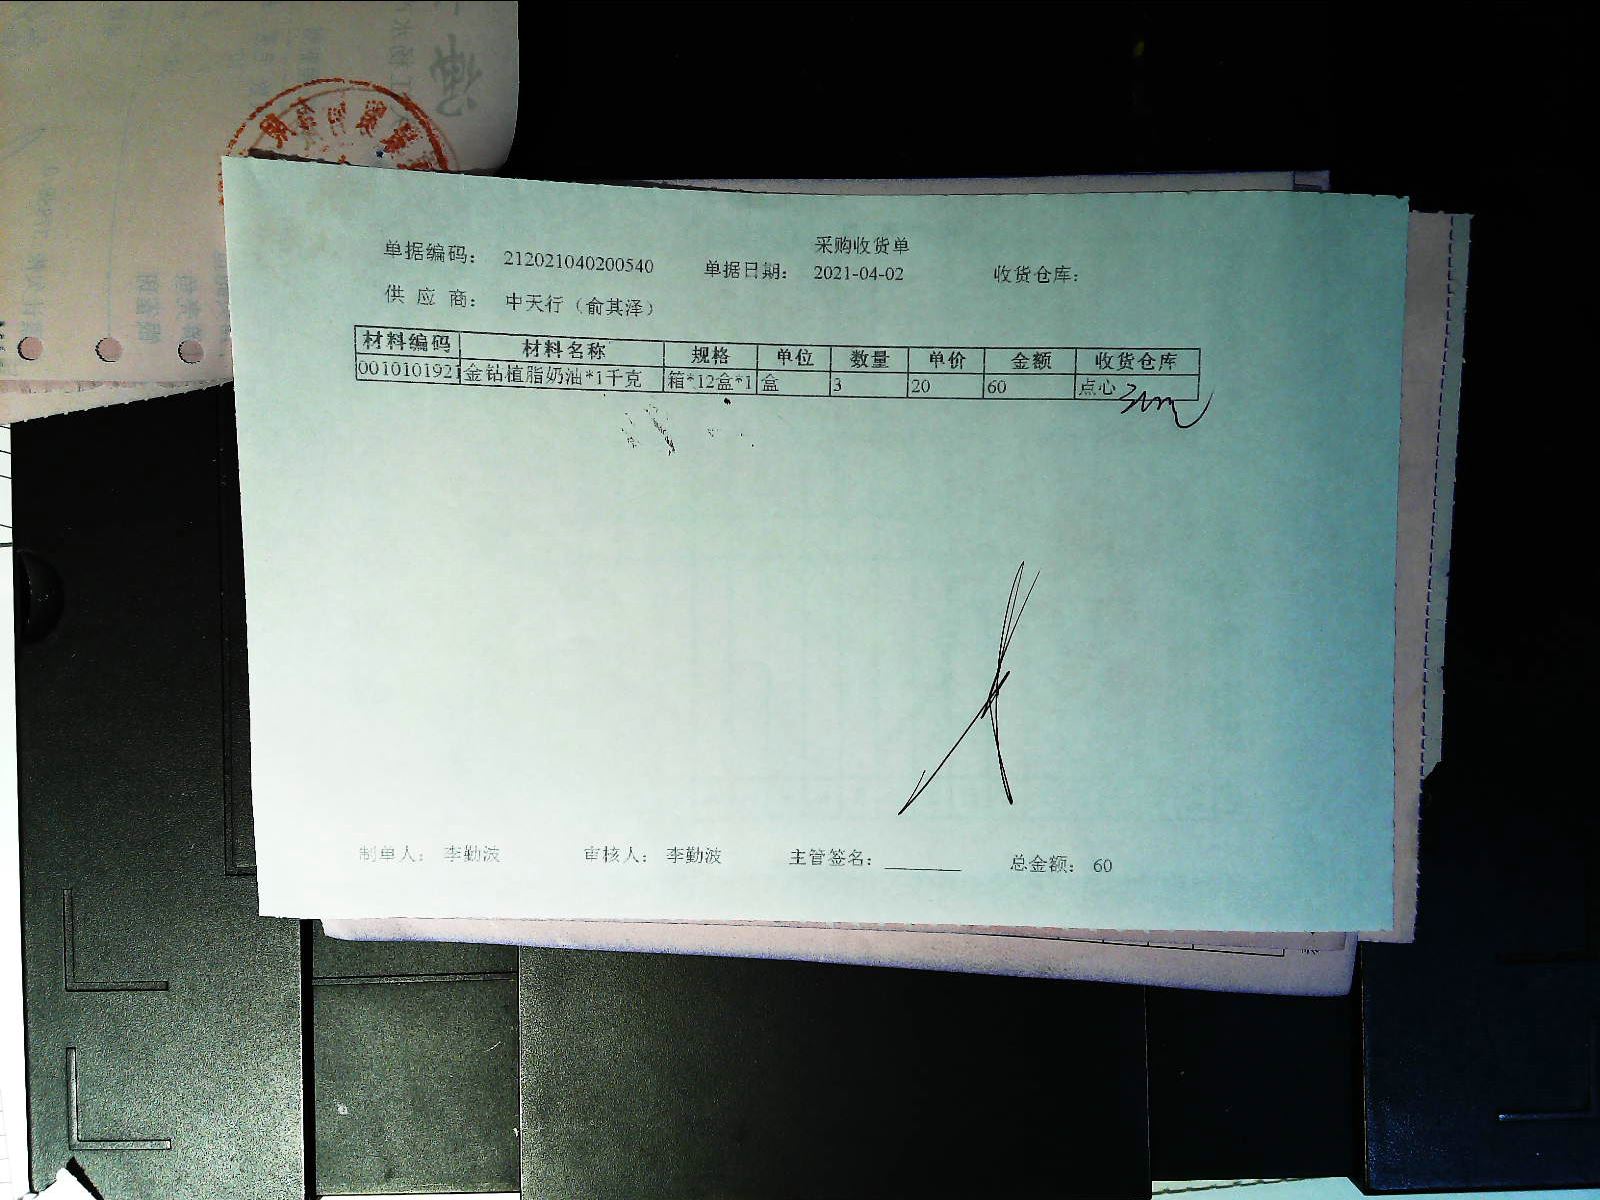 采购收货单
单据编码： 212021040200540 单据日期： 2021-04-02 收货仓库：
供 应 商： 中天行（俞其泽）
材料编码 材料名称 规格 单位 数量 单价 金额 收货仓库
0010101921 金钻植脂奶油*1千克 箱*12盒*1 盒 3 20 60 点心
制单人： 李勤波 审核人： 李勤波 主管签名： 总金额： 60